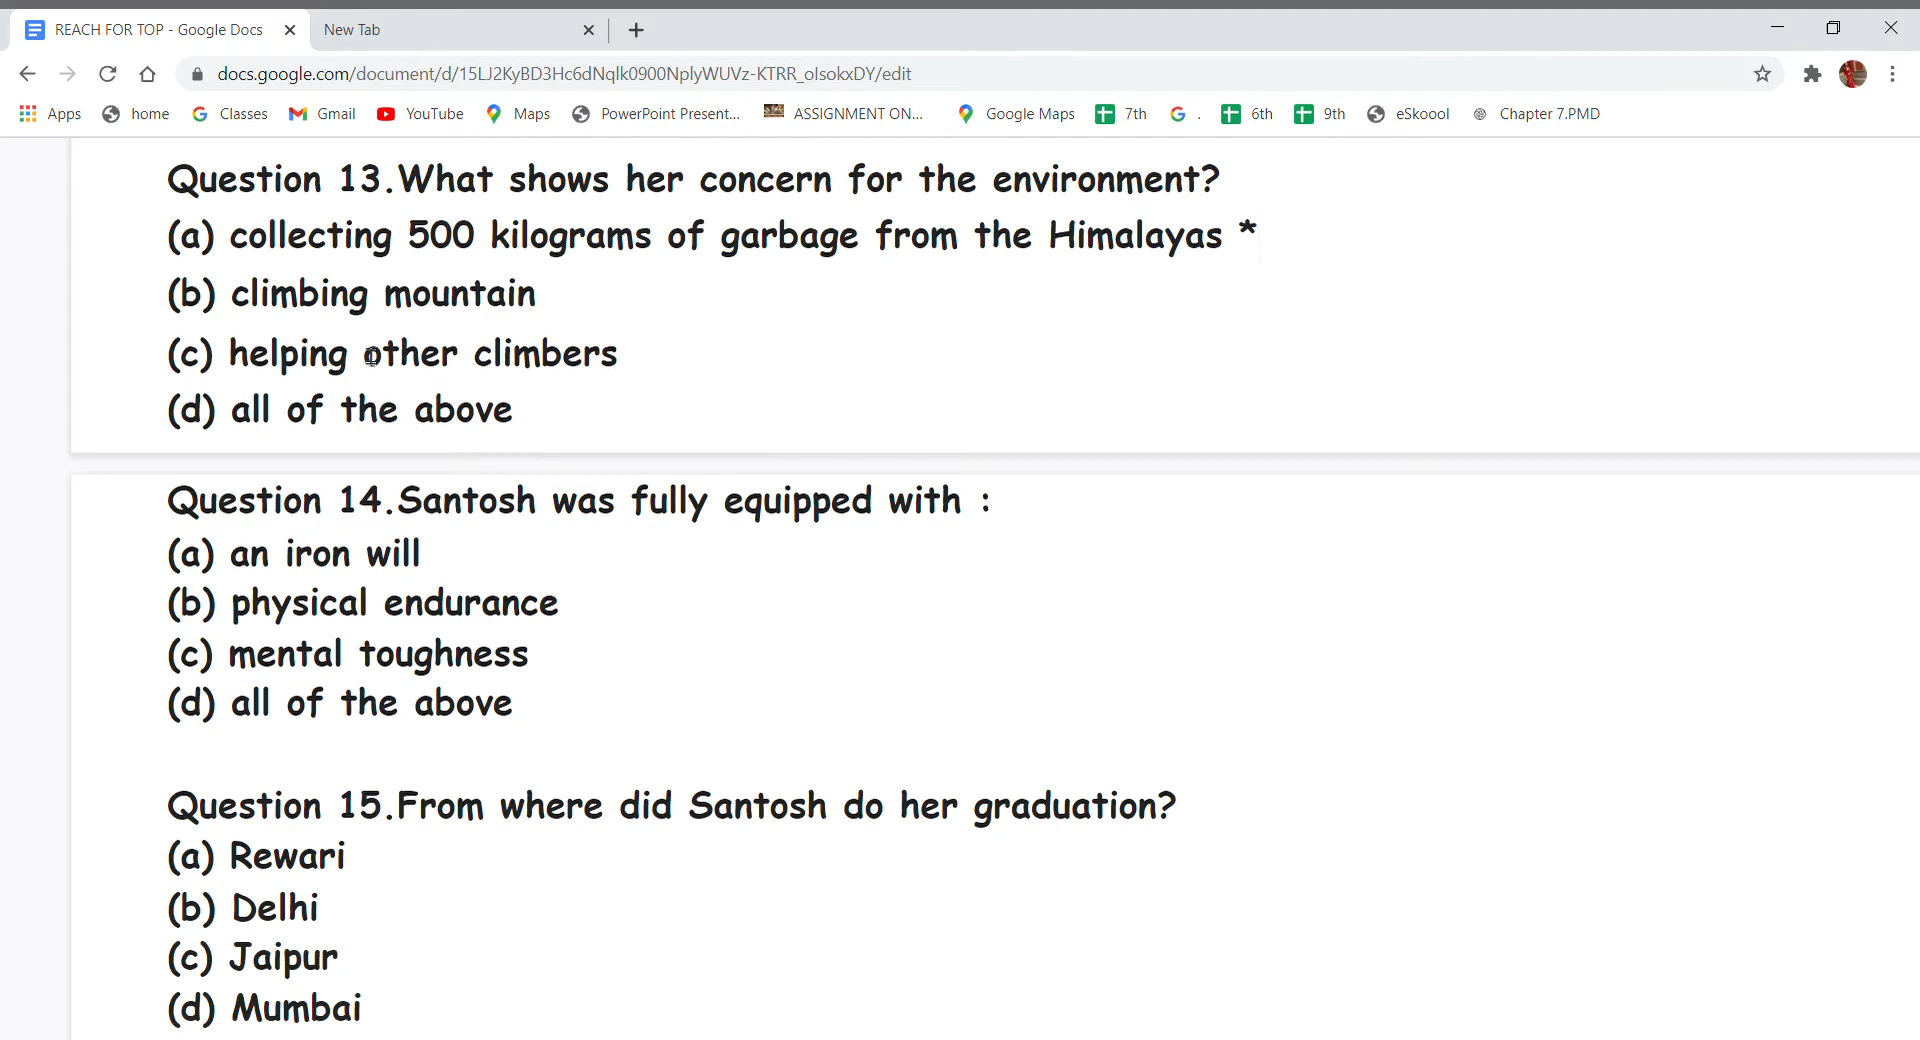 REACH FOR TOP - Google Docs
New Tab
docs.google.com/document/d/15LJ2KyBD3Hc6dNqlk0900NplyWUVz-KTRR_oIsokxDY/edit
Apps home Classes Gmail YouTube Maps PowerPoint Present... ASSIGNMENT ON... Google Maps 7th . 6th 9th eSkoool Chapter 7.PMD
Question 13.What shows her concern for the environment?
(a) collecting 500 kilograms of garbage from the Himalayas *
(b) climbing mountain
(c) helping other climbers
(d) all of the above
Question 14.Santosh was fully equipped with :
(a) an iron will
(b) physical endurance
(c) mental toughness
(d) all of the above
Question 15.From where did Santosh do her graduation?
(a) Rewari
(b) Delhi
(c) Jaipur
(d) Mumbai